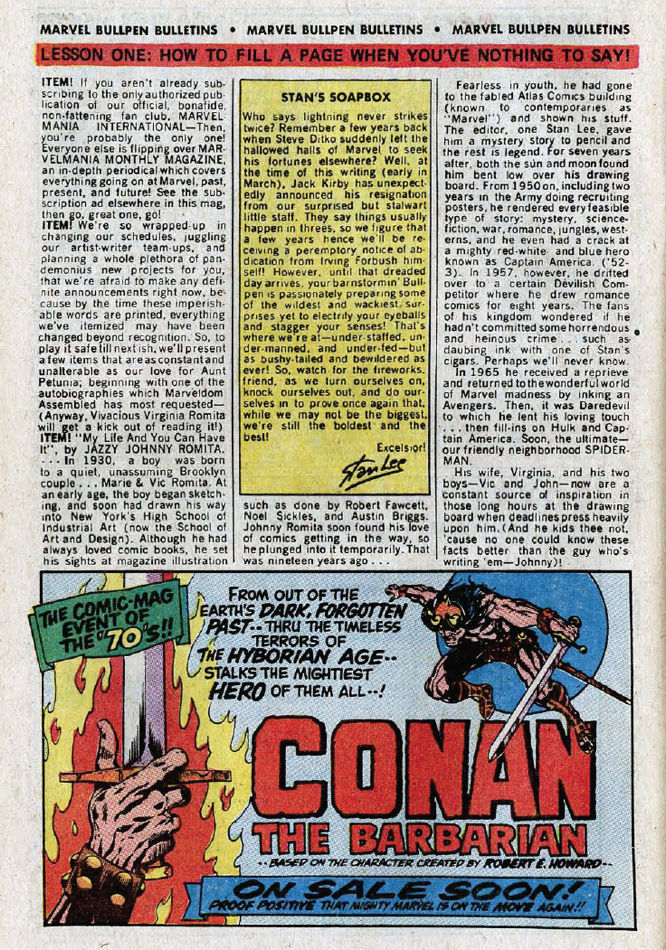 MARVEL BULLPEN BULLETINS • MARVEL BULLPEN BULLETINS • MARVEL BULLPEN BULLETINS
LESSON ONE: HOW TO FILL A PAGE WHEN YOU'VE NOTHING TO SAY!
ITEM! If you aren't already sub-
scribing to the only authorized pub-
lication of our official, bonafide,
non-fattening fan club, MARVEL
MANIA INTERNATIONAL—Then,
you're probably the only one!
Everyone else is flipping over MAR-
VELMANIA MONTHLY MAGAZINE,
an in-depth periodical which covers
everything going on at Marvel, past,
present, and future! See the sub-
scription ad elsewhere in this mag,
then go, great one, go!
ITEM! We're so wrapped-up in
changing our schedules, juggling
our artist-writer team-ups, and
planning a whole plethora of pan-
demonius new projects for you,
that we're afraid to make any defi-
nite announcements right now, be-
cause by the time these imperish-
able words are printed, everything
we've itemized may have been
changed beyond recognition. So, to
play it safe till next ish, we'll present
a few items that are as constant and
unalterable as our love for Aunt
Petunia; beginning with one of the
autobiographies which Marveldom
Assembled has most requested—
(Anyway, Vivacious Virginia Romita
will get a kick out of reading it!)
ITEM! "My Life And You Can Have
It", by JAZZY JOHNNY ROMITA.
. . . In 1930, a boy was born
to a quiet, unassuming Brooklyn
couple . . . Marie & Vic Romita. At
an early age, the boy began sketch-
ing, and soon had drawn his way
into New York's High School of
Industrial Art (now the School of
Art and Design). Although he had
always loved comic books, he set
his sights at magazine illustration
STAN'S SOAPBOX
Who says lightning never strikes
twice? Remember a few years back
when Steve Ditko suddenly left the
hallowed halls of Marvel to seek
his fortunes elsewhere? Well, at
the time of this writing (early in
March), Jack Kirby has unexpect-
edly announced his resignation
from our surprised but stalwart
little staff. They say things usually
happen in threes, so we figure that
a few years hence we'll be re-
ceiving a peremptory notice of ab-
dication from Irving Forbush him-
self! However, until that dreaded
day arrives, your barnstormin' Bull-
pen is passionately preparing some
of the wildest and wackiest sur-
prises yet to electrify your eyeballs
and stagger your senses! That's
where we're at—under-staffed, un-
der-manned, and under-fed—but
as bushy-tailed and bewildered as
ever! So, watch for the fireworks,
friend, as we turn ourselves on,
knock ourselves out, and do our-
selves in to prove once again that,
while we may not be the biggest,
we're still the boldest and the
best!
Excelsior!
Stan Lee
such as done by Robert Fawcett,
Noel Sickles, and Austin Briggs.
Johnny Romita soon found his love
of comics getting in the way, so
he plunged into it temporarily. That
was nineteen years ago . . .
Fearless in youth, he had gone
to the fabled Atlas Comics building
(known to contemporaries as
"Marvel") and shown his stuff.
The editor, one Stan Lee, gave
him a mystery story to pencil and
the rest is legend. For seven years
after, both the sun and moon found
him bent low over his drawing
board. From 1950 on, including two
years in the Army doing recruiting
posters, he rendered every feasible
type of story: mystery, science-
fiction, war, romance, jungles, west-
erns, and he even had a crack at
a mighty red-white and blue hero
known as Captain America. ('52-
3). In 1957, however, he drifted
over to a certain Devilish Com-
petitor where he drew romance
comics for eight years. The fans
of his kingdom wondered if he
hadn't committed some horrendous
and heinous crime . . . such as
daubing ink with one of Stan's
cigars. Perhaps we'll never know.
In 1965 he received a reprieve
and returned to the wonderful world
of Marvel madness by inking an
Avengers. Then, it was Daredevil
to which he lent his loving touch
. . . then fill-ins on Hulk and Cap-
tain America. Soon, the ultimate—
our friendly neighborhood SPIDER-
MAN.
His wife, Virginia, and his two
boys—Vic and John—now are a
constant source of inspiration in
those long hours at the drawing
board when deadlines press heavily
upon him. (And he kids thee not,
'cause no one could know these
facts better than the guy who's
writing 'em—Johnny)!
THE COMIC-MAG
EVENT OF
THE "70"'S!!
FROM OUT OF THE
EARTH'S DARK, FORGOTTEN
PAST-- THRU THE TIMELESS
TERRORS OF
THE HYBORIAN AGE--
STALKS THE MIGHTIEST
HERO OF THEM ALL--!
CONAN
THE BARBARIAN
--BASED ON THE CHARACTER CREATED BY ROBERT E. HOWARD--
ON SALE SOON!
PROOF POSITIVE THAT MIGHTY MARVEL IS ON THE MOVE AGAIN!!